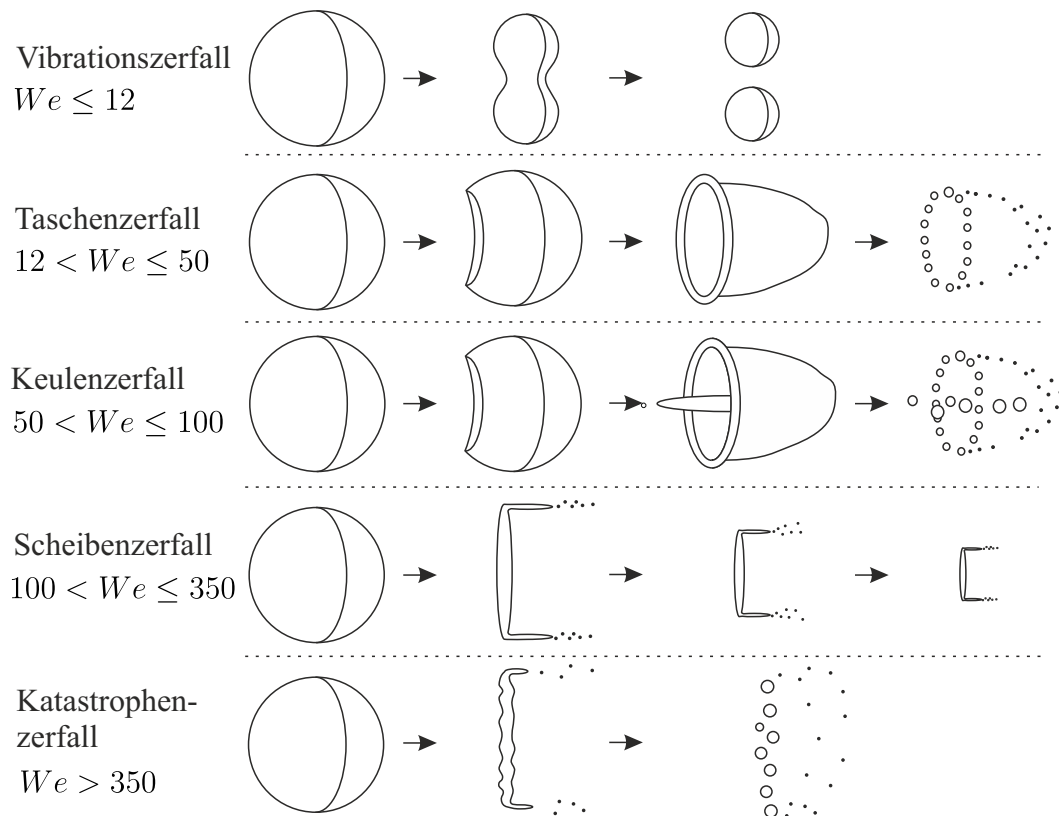 Vibrationszerfall
We ≤ 12
Taschenzerfall
12 < We ≤ 50
Keulenzerfall
50 < We ≤ 100
Scheibenzerfall
100 < We ≤ 350
Katastrophen-
zerfall
We > 350